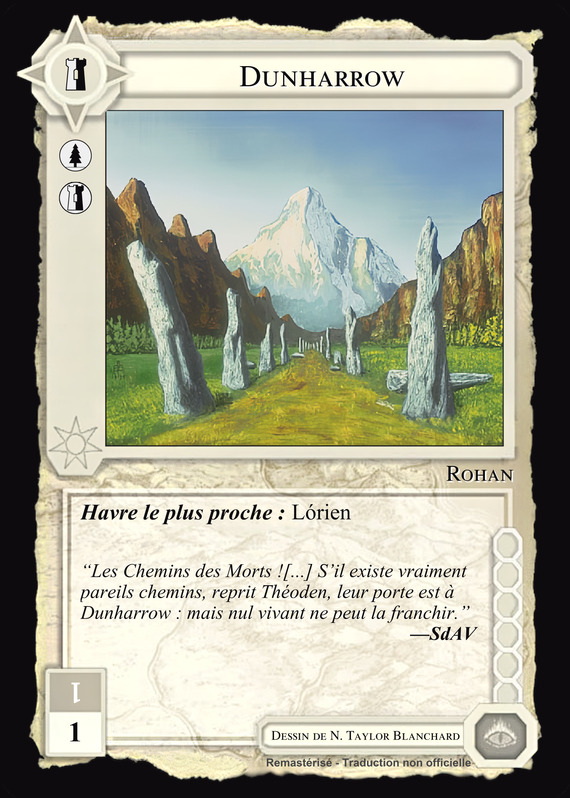 DUNHARROW
ROHAN
Havre le plus proche : Lórien
“Les Chemins des Morts ![...] S’il existe vraiment
pareils chemins, reprit Théoden, leur porte est à
Dunharrow : mais nul vivant ne peut la franchir.”
—SdAV
1
1
DESSIN DE N. TAYLOR BLANCHARD
Remastérisé - Traduction non officielle